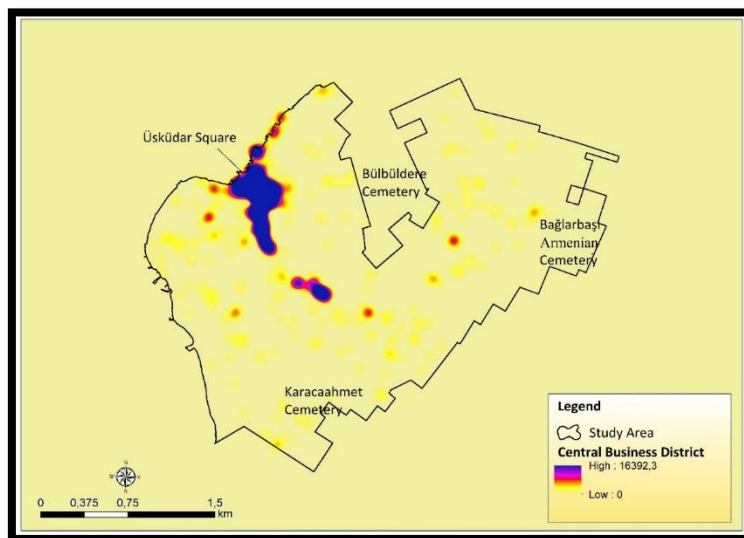 Üsküdar Square
Bülbüldere
Cemetery
Bağlarbaşı
Armenian
Cemetery
Karacaahmet
Cemetery
Legend
Study Area
Central Business District
High : 16392,3
Low : 0
N
0 0,375 0,75 1,5
km